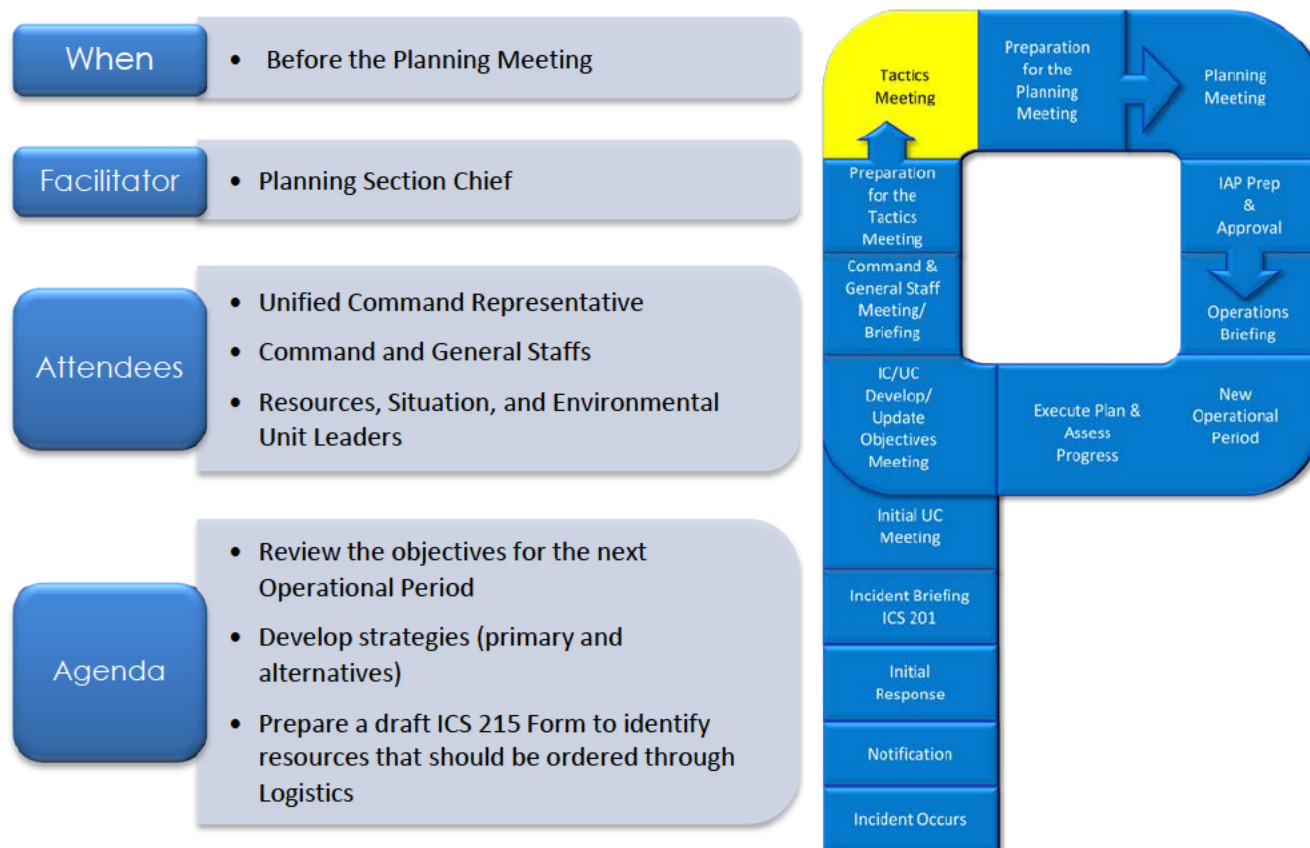 When
• Before the Planning Meeting
Facilitator
• Planning Section Chief
Attendees
• Unified Command Representative
• Command and General Staffs
• Resources, Situation, and Environmental
Unit Leaders
Agenda
• Review the objectives for the next
Operational Period
• Develop strategies (primary and
alternatives)
• Prepare a draft ICS 215 Form to identify
resources that should be ordered through
Logistics
Tactics
Meeting
Preparation
for the
Planning
Meeting
Planning
Meeting
Preparation
for the
Tactics
Meeting
IAP Prep
&
Approval
Command &
General Staff
Meeting/
Briefing
Operations
Briefing
IC/UC
Develop/
Update
Objectives
Meeting
Execute Plan &
Assess
Progress
New
Operational
Period
Initial UC
Meeting
Incident Briefing
ICS 201
Initial
Response
Notification
Incident Occurs